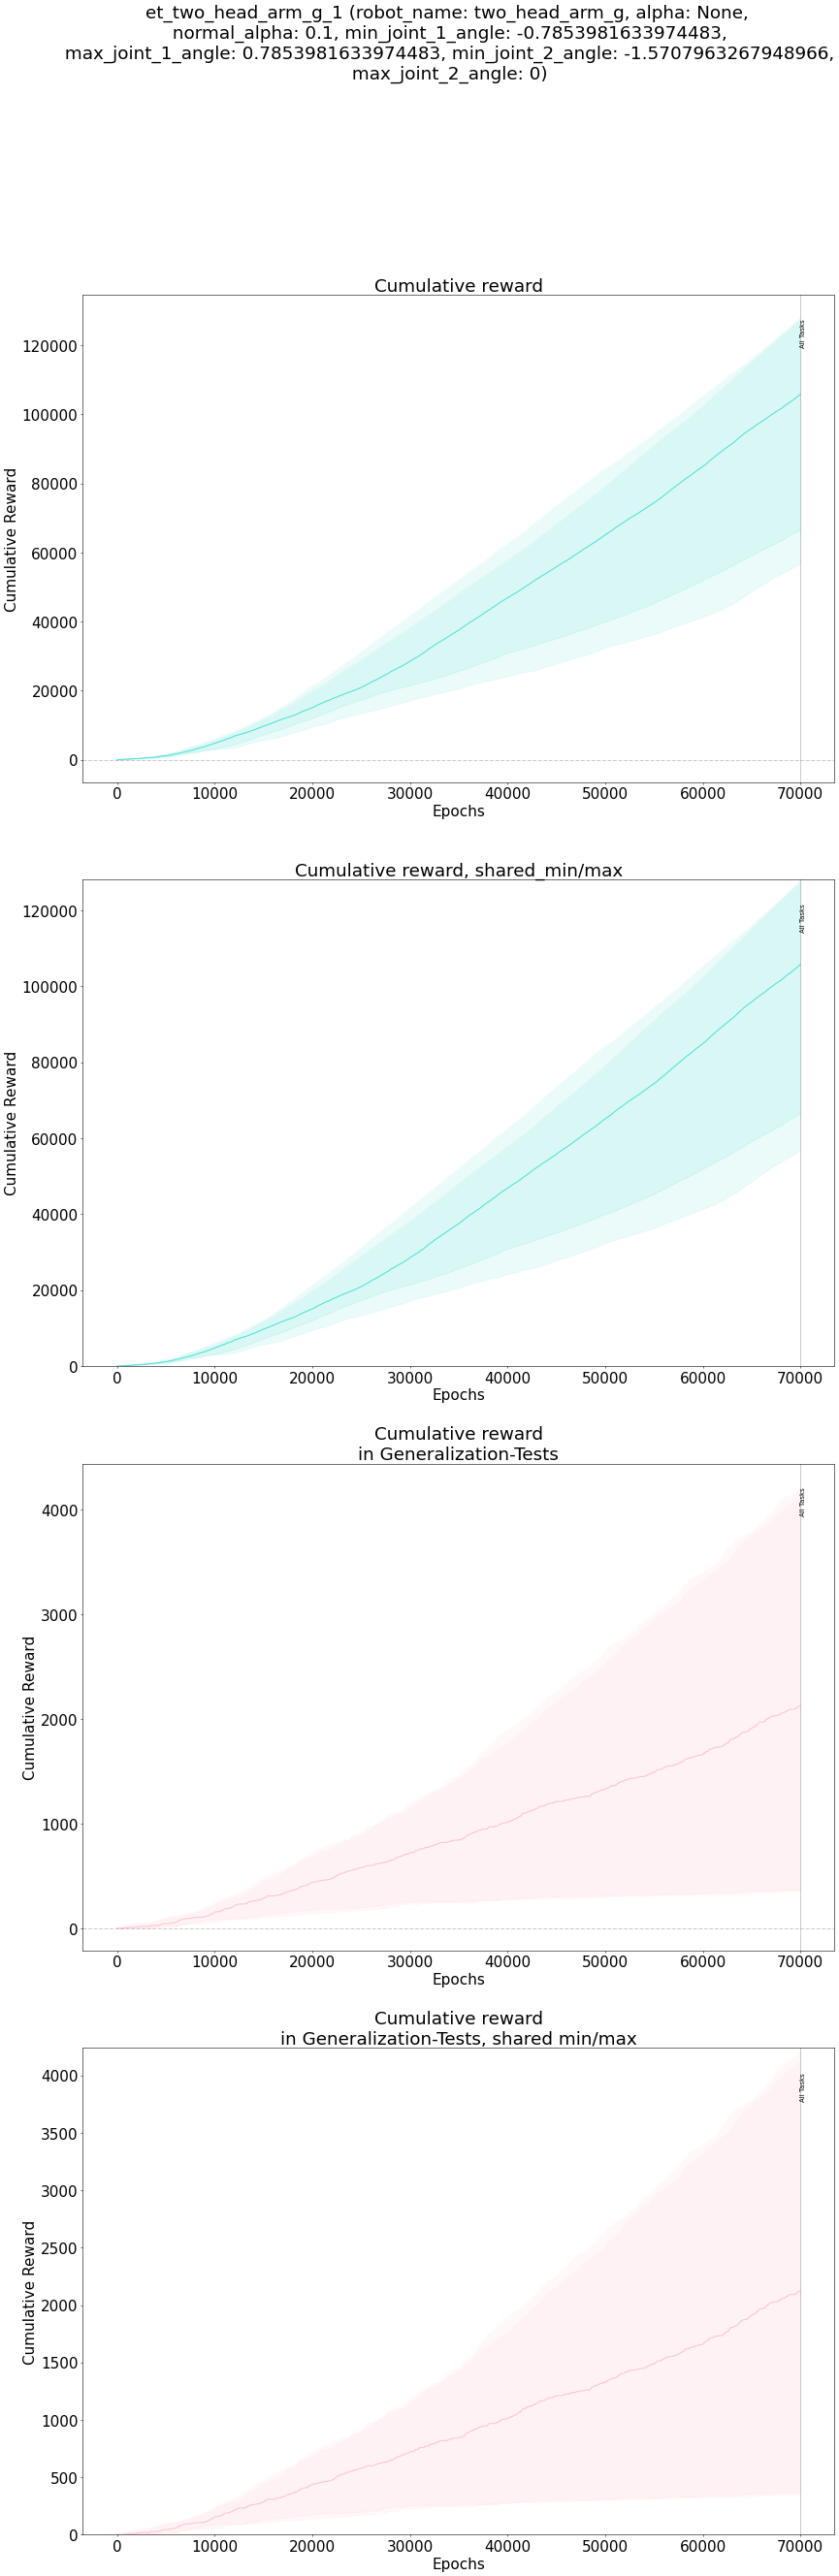 et_two_head_arm_g_1 (robot_name: two_head_arm_g, alpha: None,
normal_alpha: 0.1, min_joint_1_angle: -0.7853981633974483,
max_joint_1_angle: 0.7853981633974483, min_joint_2_angle: -1.5707963267948966,
max_joint_2_angle: 0)
Cumulative reward
120000
100000
80000
60000
40000
20000
0
Cumulative Reward
All Tasks
0 10000 20000 30000 40000 50000 60000 70000
Epochs
Cumulative reward, shared_min/max
120000
100000
80000
60000
40000
20000
0
Cumulative Reward
All Tasks
0 10000 20000 30000 40000 50000 60000 70000
Epochs
Cumulative reward
in Generalization-Tests
4000
3000
2000
1000
0
Cumulative Reward
All Tasks
0 10000 20000 30000 40000 50000 60000 70000
Epochs
Cumulative reward
in Generalization-Tests, shared min/max
4000
3500
3000
2500
2000
1500
1000
500
0
Cumulative Reward
All Tasks
0 10000 20000 30000 40000 50000 60000 70000
Epochs